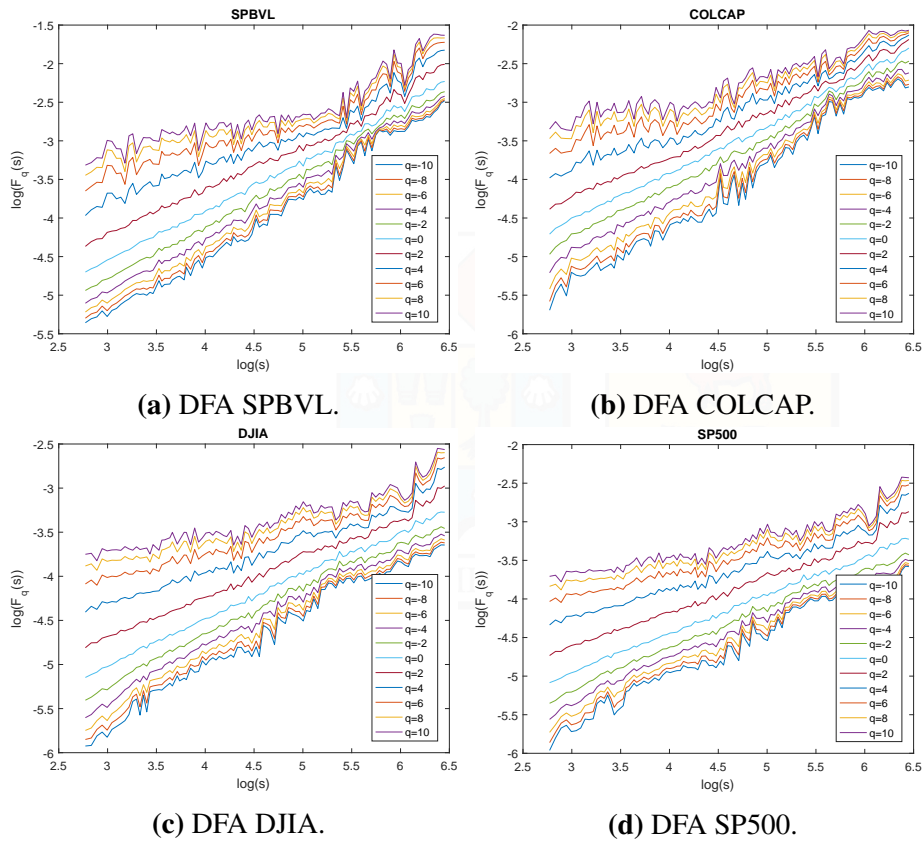 SPBVL
-1.5
-2
-2.5
-3
-3.5
-4
-4.5
-5
-5.5
log(F_q(s))
q=-10
q=-8
q=-6
q=-4
q=-2
q=0
q=2
q=4
q=6
q=8
q=10
2.5 3 3.5 4 4.5 5 5.5 6 6.5
log(s)
(a) DFA SPBVL.
COLCAP
-2
-2.5
-3
-3.5
-4
-4.5
-5
-5.5
-6
log(F_q(s))
q=-10
q=-8
q=-6
q=-4
q=-2
q=0
q=2
q=4
q=6
q=8
q=10
2.5 3 3.5 4 4.5 5 5.5 6 6.5
log(s)
(b) DFA COLCAP.
DJIA
-2.5
-3
-3.5
-4
-4.5
-5
-5.5
-6
log(F_q(s))
q=-10
q=-8
q=-6
q=-4
q=-2
q=0
q=2
q=4
q=6
q=8
q=10
2.5 3 3.5 4 4.5 5 5.5 6 6.5
log(s)
(c) DFA DJIA.
SP500
-2
-2.5
-3
-3.5
-4
-4.5
-5
-5.5
-6
log(F_q(s))
q=-10
q=-8
q=-6
q=-4
q=-2
q=0
q=2
q=4
q=6
q=8
q=10
2.5 3 3.5 4 4.5 5 5.5 6 6.5
log(s)
(d) DFA SP500.